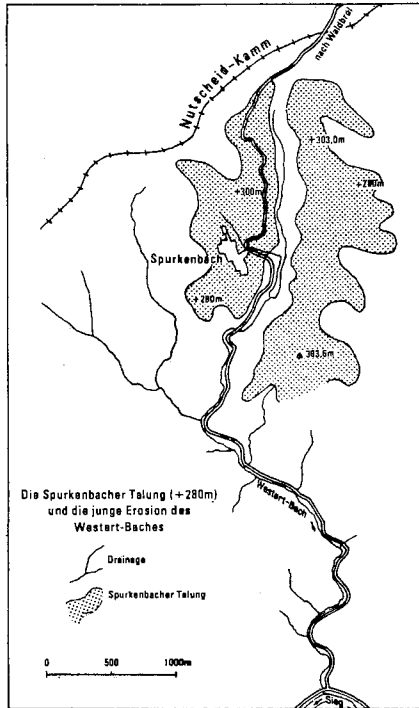 nach Waldbröl
Nutscheid-Kamm
+303,0m
+280m
+300m
Spurkenbach
+280m
303,6m
Die Spurkenbacher Talung (+280m)
und die junge Erosion des
Westert-Baches
Westert-Bach
Drainage
Spurkenbacher Talung
0 500 1000m
Sieg